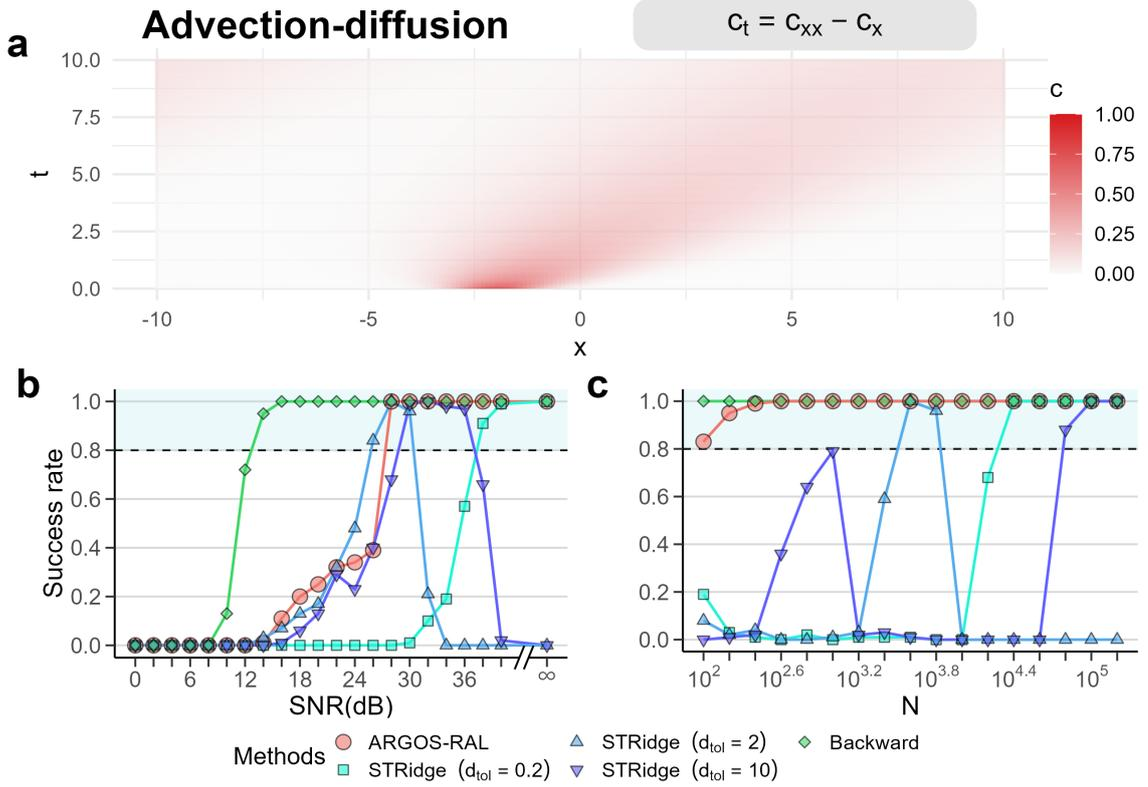 Advection-diffusion
cₜ = cₓₓ − cₓ
a
10.0
7.5
5.0
2.5
0.0
t
-10
-5
0
5
10
x
c
1.00
0.75
0.50
0.25
0.00
b
1.0
0.8
0.6
0.4
0.2
0.0
Success rate
0
6
12
18
24
30
36
∞
SNR(dB)
c
1.0
0.8
0.6
0.4
0.2
0.0
10^2
10^2.6
10^3.2
10^3.8
10^4.4
10^5
N
Methods
ARGOS-RAL
STRidge (d_tol = 0.2)
STRidge (d_tol = 2)
STRidge (d_tol = 10)
Backward